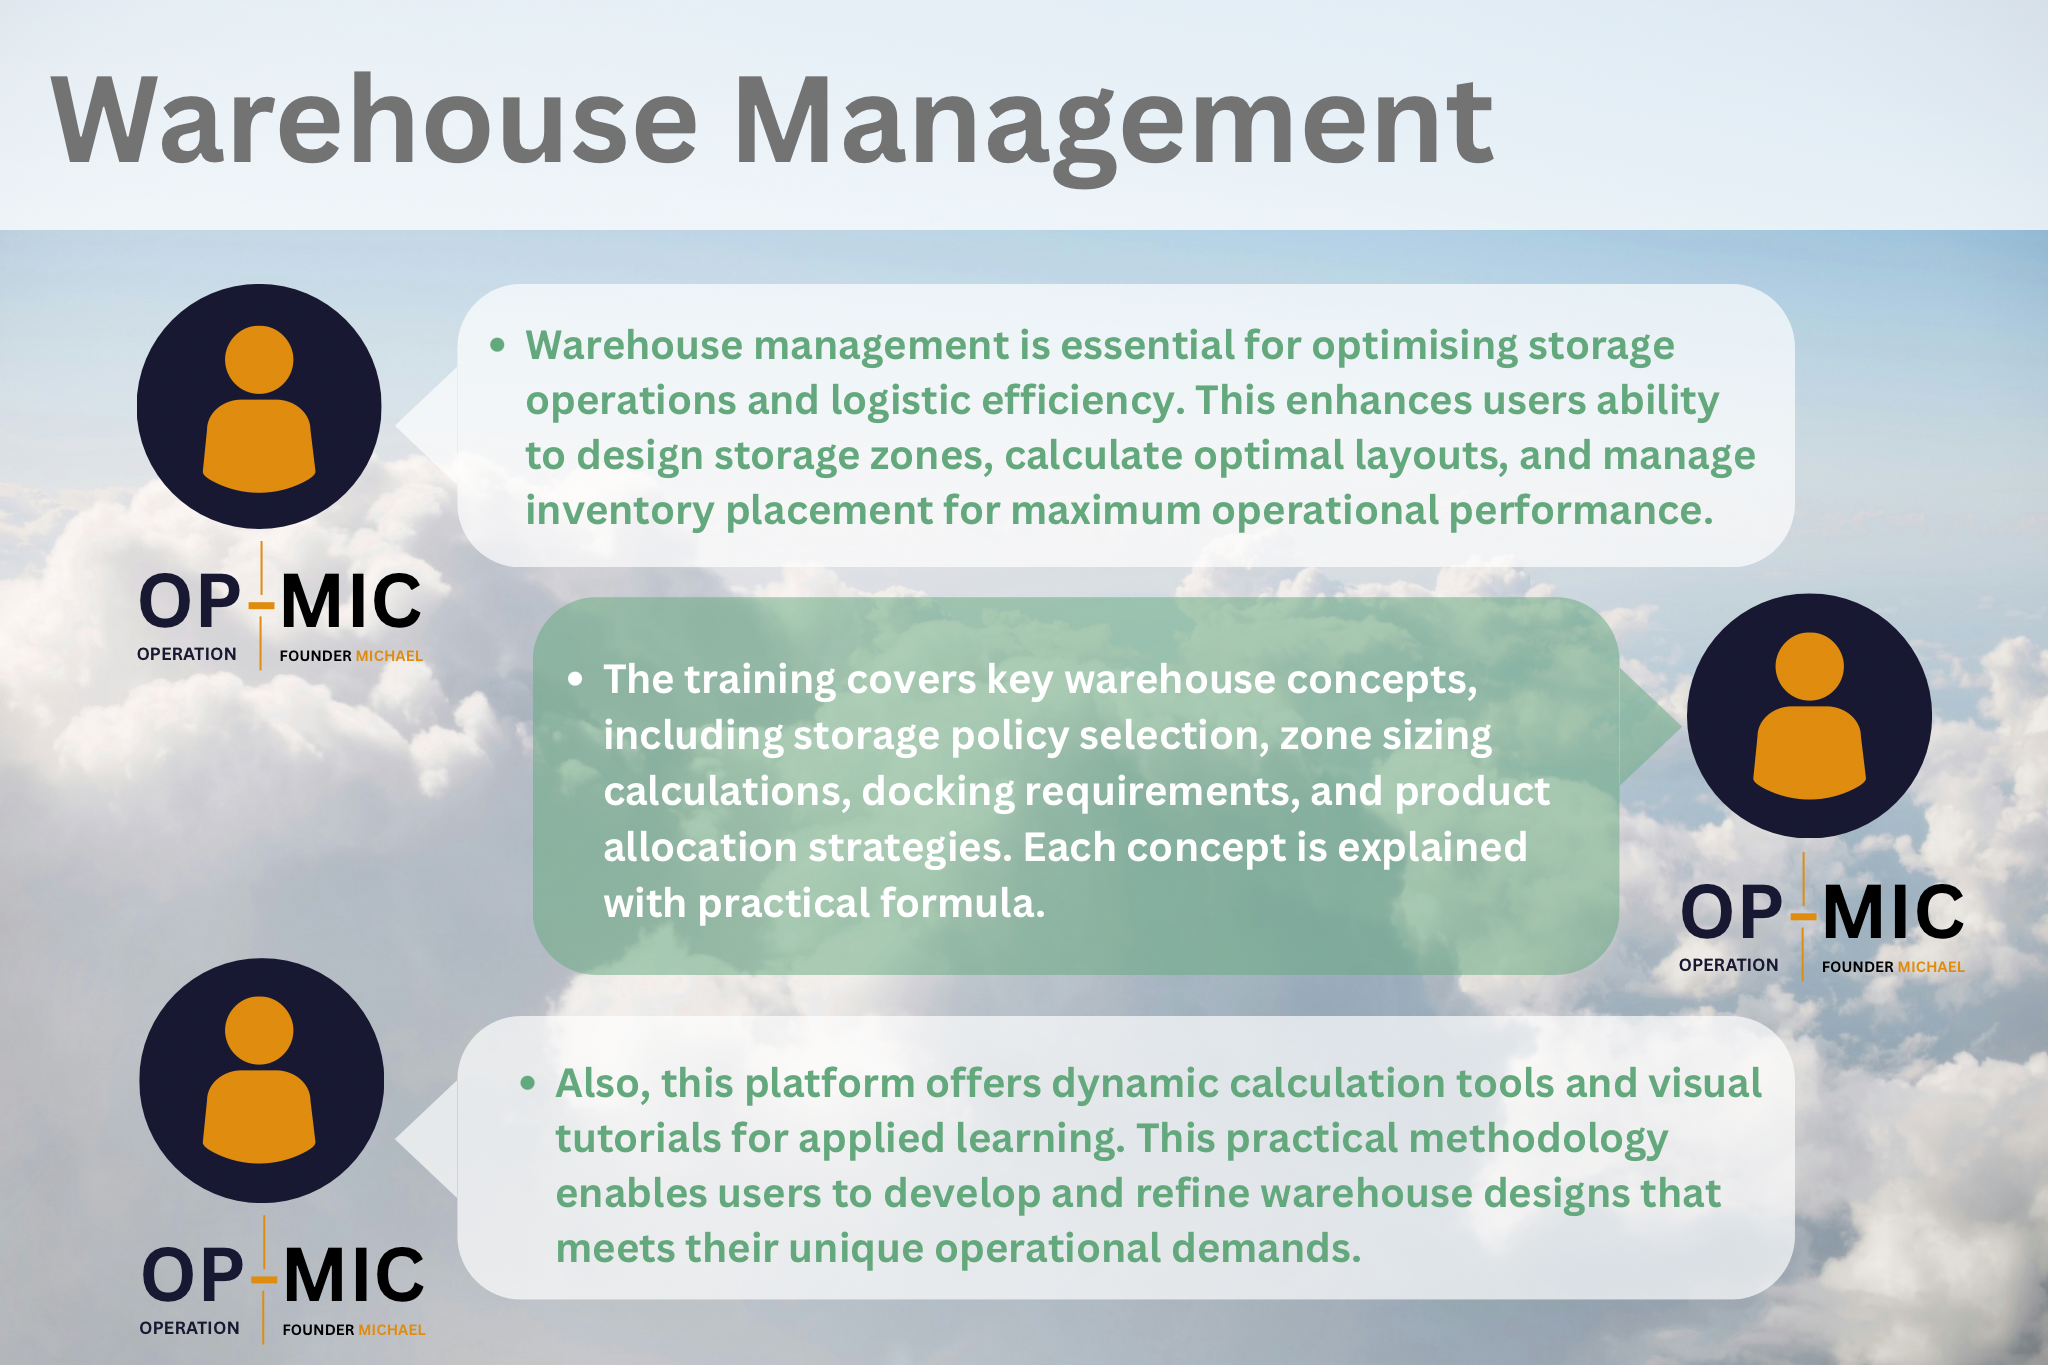 Warehouse Management
• Warehouse management is essential for optimising storage
operations and logistic efficiency. This enhances users ability
to design storage zones, calculate optimal layouts, and manage
inventory placement for maximum operational performance.
OP-MIC
OPERATION FOUNDER MICHAEL
• The training covers key warehouse concepts,
including storage policy selection, zone sizing
calculations, docking requirements, and product
allocation strategies. Each concept is explained
with practical formula.
OP-MIC
OPERATION FOUNDER MICHAEL
• Also, this platform offers dynamic calculation tools and visual
tutorials for applied learning. This practical methodology
enables users to develop and refine warehouse designs that
meets their unique operational demands.
OP-MIC
OPERATION FOUNDER MICHAEL